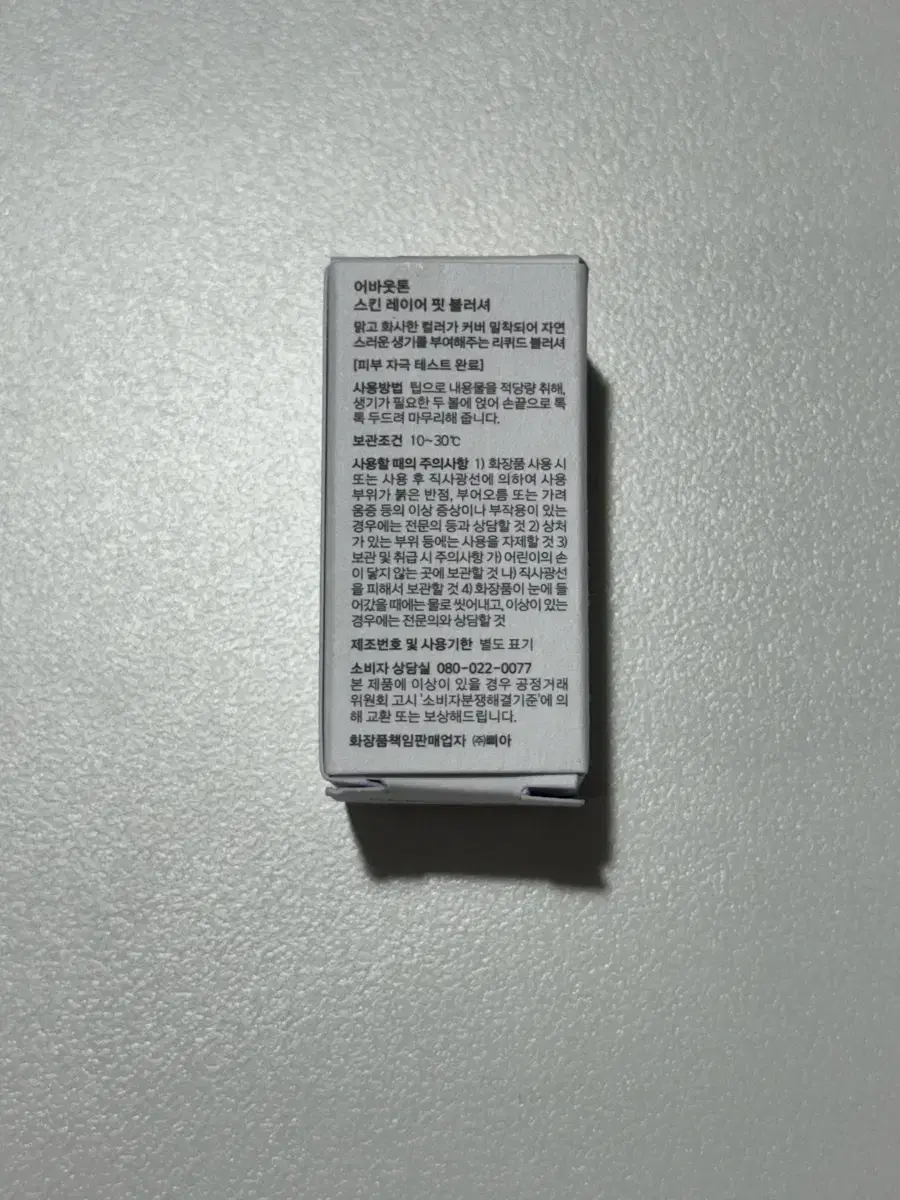 어바웃톤
스킨 레이어 핏 블러셔
맑고 화사한 컬러가 커버 밀착되어 자연
스러운 생기를 부여해주는 리퀴드 블러셔
[피부 자극 테스트 완료]
사용방법 팁으로 내용물을 적당량 취해,
생기가 필요한 두 볼에 얹어 손끝으로 톡
톡 두드려 마무리해 줍니다.
보관조건 10~30℃
사용할 때의 주의사항 1) 화장품 사용 시
또는 사용 후 직사광선에 의하여 사용
부위가 붉은 반점, 부어오름 또는 가려
움증 등의 이상 증상이나 부작용이 있는
경우에는 전문의 등과 상담할 것 2) 상처
가 있는 부위 등에는 사용을 자제할 것 3)
보관 및 취급 시 주의사항 가) 어린이의 손
이 닿지 않는 곳에 보관할 것 나) 직사광선
을 피해서 보관할 것 4) 화장품이 눈에 들
어갔을 때에는 물로 씻어내고, 이상이 있는
경우에는 전문의와 상담할 것
제조번호 및 사용기한 별도 표기
소비자 상담실 080-022-0077
본 제품에 이상이 있을 경우 공정거래
위원회 고시 '소비자분쟁해결기준'에 의
해 교환 또는 보상해드립니다.
화장품책임판매업자 ㈜삐아